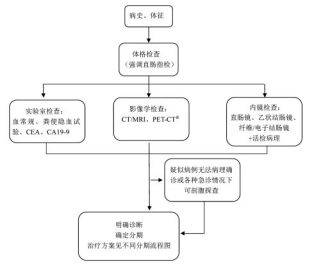 病史、体征
体格检查
（强调直肠指检）
实验室检查：
血常规、粪便隐血试
验、CEA、CA19-9
影像学检查：
CT/MRI、PET-CT
内镜检查：
直肠镜、乙状结肠镜、
纤维/电子结肠镜
+活检病理
疑似病例无法病理确
诊或各种急诊情况下
可剖腹探查
明确诊断
确定分期
治疗方案见不同分期流程图